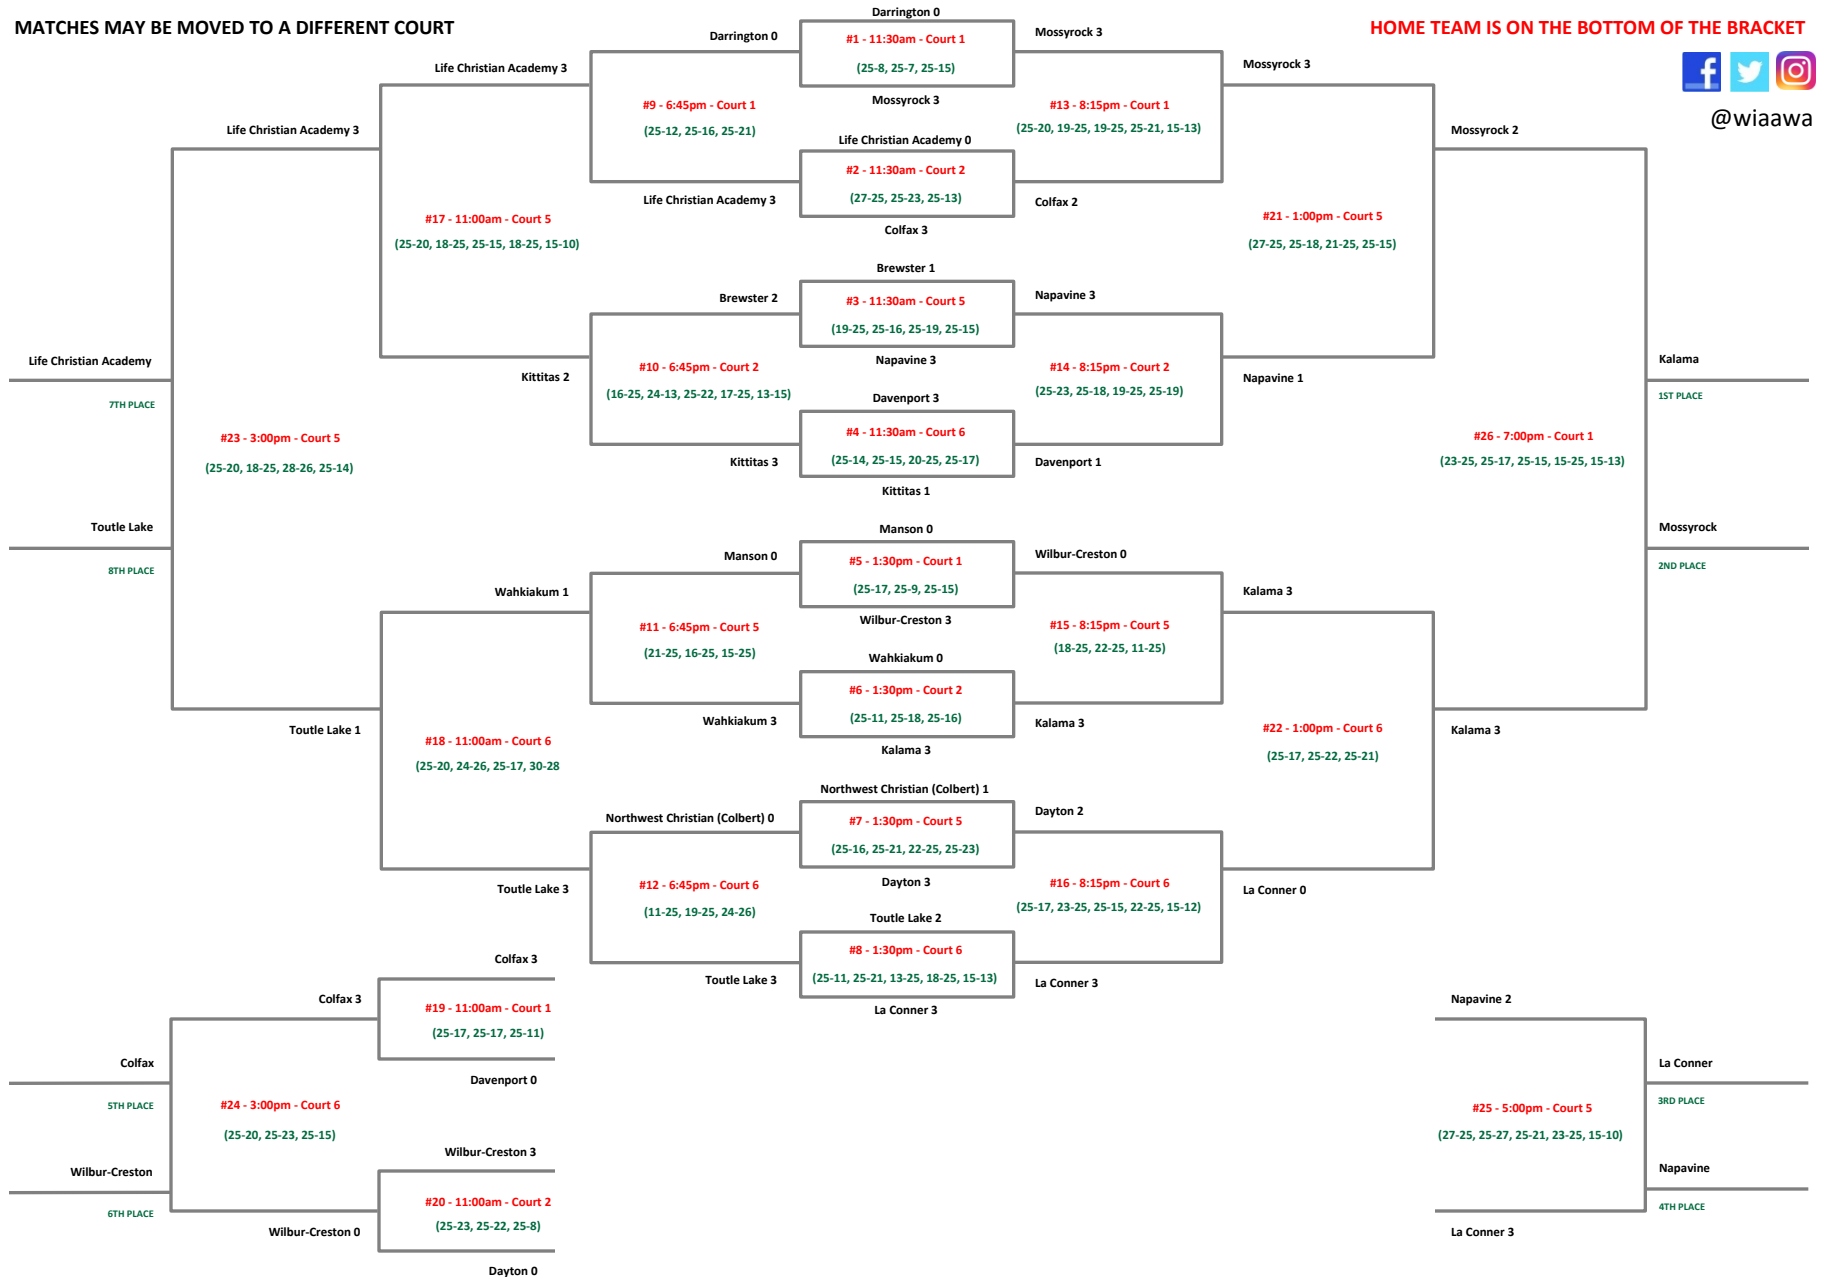 MATCHES MAY BE MOVED TO A DIFFERENT COURT
HOME TEAM IS ON THE BOTTOM OF THE BRACKET
@wiaawa
Darrington 0
#1 - 11:30am - Court 1
(25-8, 25-7, 25-15)
Mossyrock 3
Life Christian Academy 0
#2 - 11:30am - Court 2
(27-25, 25-23, 25-13)
Colfax 3
Brewster 1
#3 - 11:30am - Court 5
(19-25, 25-16, 25-19, 25-15)
Napavine 3
Davenport 3
#4 - 11:30am - Court 6
(25-14, 25-15, 20-25, 25-17)
Kittitas 1
Manson 0
#5 - 1:30pm - Court 1
(25-17, 25-9, 25-15)
Wilbur-Creston 3
Wahkiakum 0
#6 - 1:30pm - Court 2
(25-11, 25-18, 25-16)
Kalama 3
Northwest Christian (Colbert) 1
#7 - 1:30pm - Court 5
(25-16, 25-21, 22-25, 25-23)
Dayton 3
Toutle Lake 2
#8 - 1:30pm - Court 6
(25-11, 25-21, 13-25, 18-25, 15-13)
La Conner 3
Darrington 0
#9 - 6:45pm - Court 1
(25-12, 25-16, 25-21)
Life Christian Academy 3
Brewster 2
#10 - 6:45pm - Court 2
(16-25, 24-13, 25-22, 17-25, 13-15)
Kittitas 3
Manson 0
#11 - 6:45pm - Court 5
(21-25, 16-25, 15-25)
Wahkiakum 3
Northwest Christian (Colbert) 0
#12 - 6:45pm - Court 6
(11-25, 19-25, 24-26)
Toutle Lake 3
Mossyrock 3
#13 - 8:15pm - Court 1
(25-20, 19-25, 19-25, 25-21, 15-13)
Colfax 2
Napavine 3
#14 - 8:15pm - Court 2
(25-23, 25-18, 19-25, 25-19)
Davenport 1
Wilbur-Creston 0
#15 - 8:15pm - Court 5
(18-25, 22-25, 11-25)
Kalama 3
Dayton 2
#16 - 8:15pm - Court 6
(25-17, 23-25, 25-15, 22-25, 15-12)
La Conner 3
Life Christian Academy 3
#17 - 11:00am - Court 5
(25-20, 18-25, 25-15, 18-25, 15-10)
Kittitas 2
Wahkiakum 1
#18 - 11:00am - Court 6
(25-20, 24-26, 25-17, 30-28
Toutle Lake 3
Colfax 3
#19 - 11:00am - Court 1
(25-17, 25-17, 25-11)
Davenport 0
Wilbur-Creston 3
#20 - 11:00am - Court 2
(25-23, 25-22, 25-8)
Dayton 0
Mossyrock 3
#21 - 1:00pm - Court 5
(27-25, 25-18, 21-25, 25-15)
Napavine 1
Kalama 3
#22 - 1:00pm - Court 6
(25-17, 25-22, 25-21)
La Conner 0
Life Christian Academy 3
#23 - 3:00pm - Court 5
(25-20, 18-25, 28-26, 25-14)
Toutle Lake 1
Life Christian Academy
7TH PLACE
Toutle Lake
8TH PLACE
Colfax 3
#24 - 3:00pm - Court 6
(25-20, 25-23, 25-15)
Wilbur-Creston 0
Colfax
5TH PLACE
Wilbur-Creston
6TH PLACE
Napavine 2
#25 - 5:00pm - Court 5
(27-25, 25-27, 25-21, 23-25, 15-10)
La Conner 3
La Conner
3RD PLACE
Napavine
4TH PLACE
Mossyrock 2
#26 - 7:00pm - Court 1
(23-25, 25-17, 25-15, 15-25, 15-13)
Kalama 3
Kalama
1ST PLACE
Mossyrock
2ND PLACE